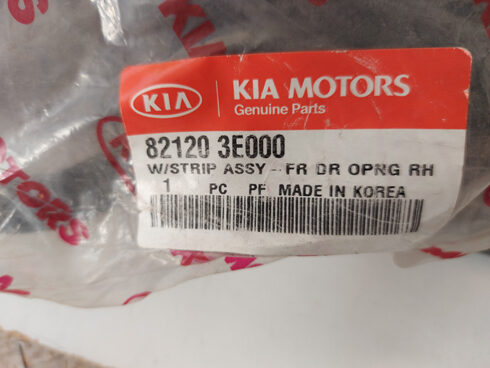 KIA
KIA MOTORS
Genuine Parts
82120 3E000
W/STRIP ASSY - FR DR OPNG RH
1 PC PF MADE IN KOREA
MOTORS